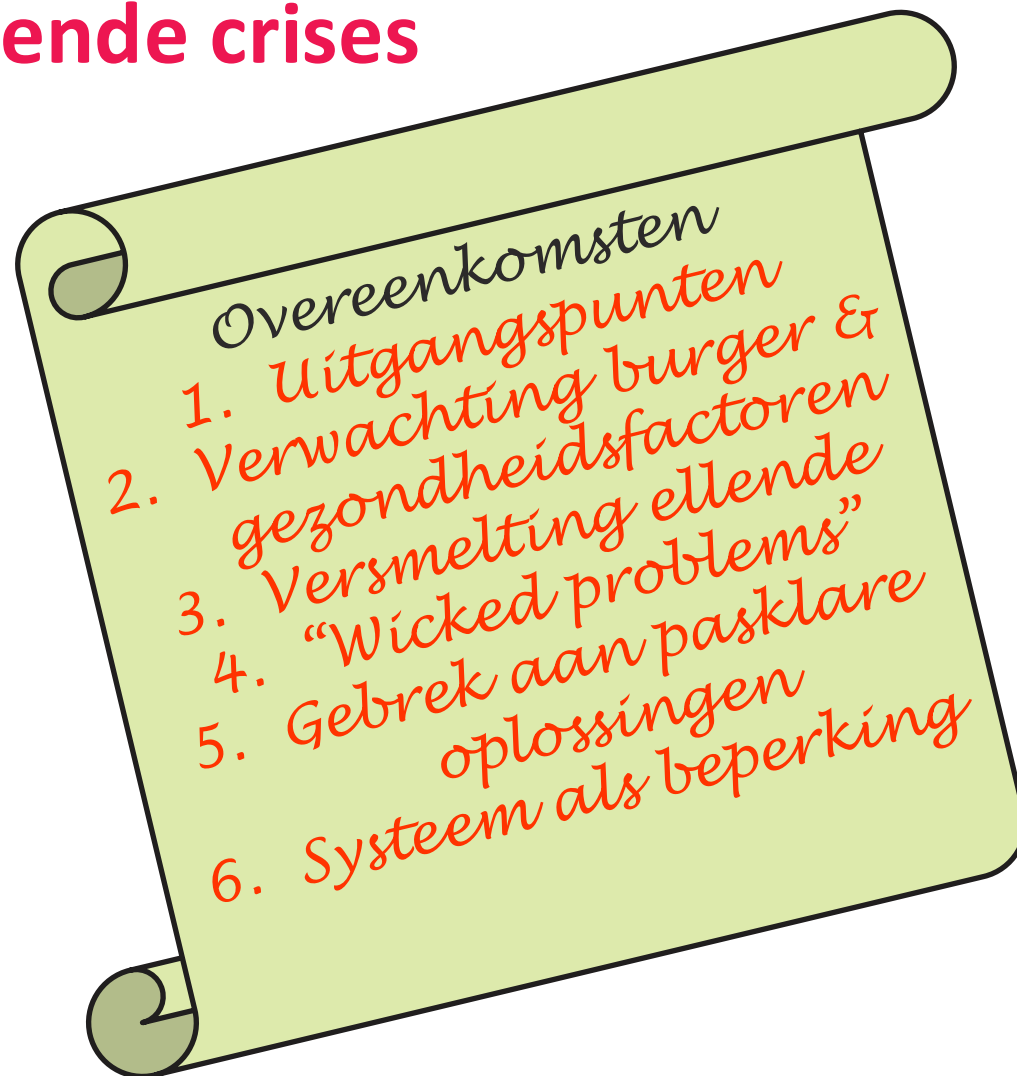 ende crises
Overeenkomsten
1. Uitgangspunten
2. Verwachting burger &
gezondheidsfactoren
3. Versmelting ellende
4. “Wicked problems”
5. Gebrek aan pasklare
oplossingen
6. Systeem als beperking